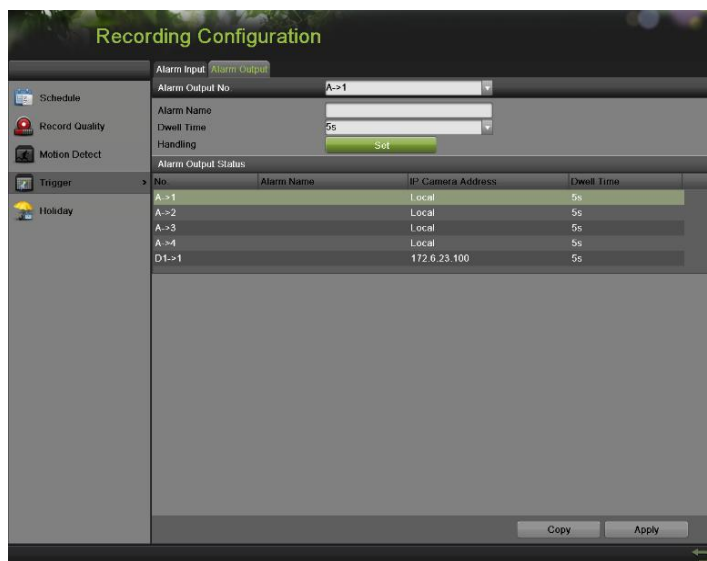 Recording Configuration
Alarm Input Alarm Output
Alarm Output No. A->1
Schedule
Alarm Name
Record Quality
Dwell Time 5s
Handling Set
Motion Detect
Alarm Output Status
Trigger
No. Alarm Name IP Camera Address Dwell Time
A->1 Local 5s
Holiday
A->2 Local 5s
A->3 Local 5s
A->4 Local 5s
D1->1 172.6.23.100 5s
Copy Apply